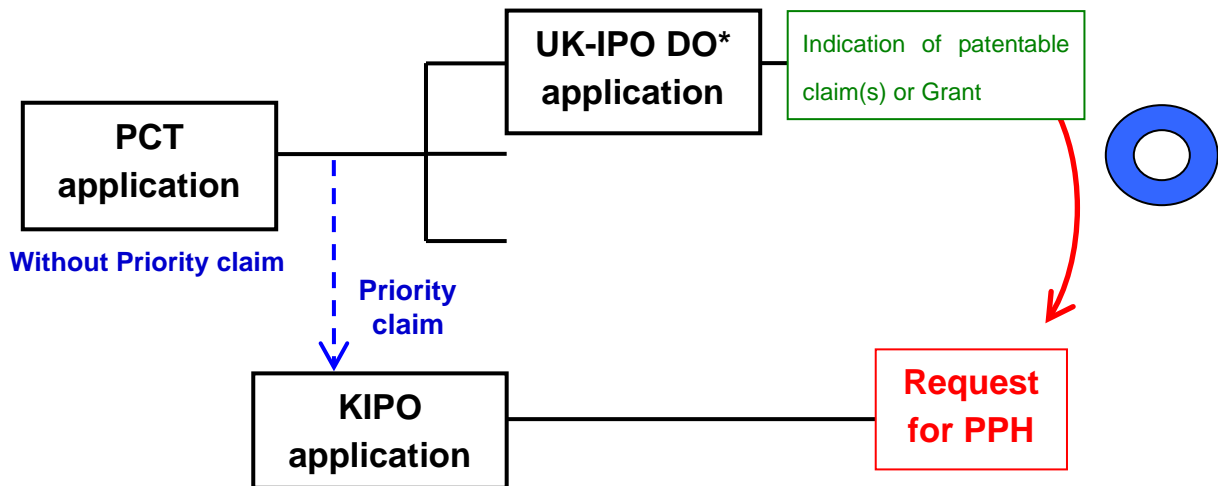 UK-IPO DO*
application
Indication of patentable
claim(s) or Grant
PCT
application
Without Priority claim
Priority
claim
KIPO
application
Request
for PPH